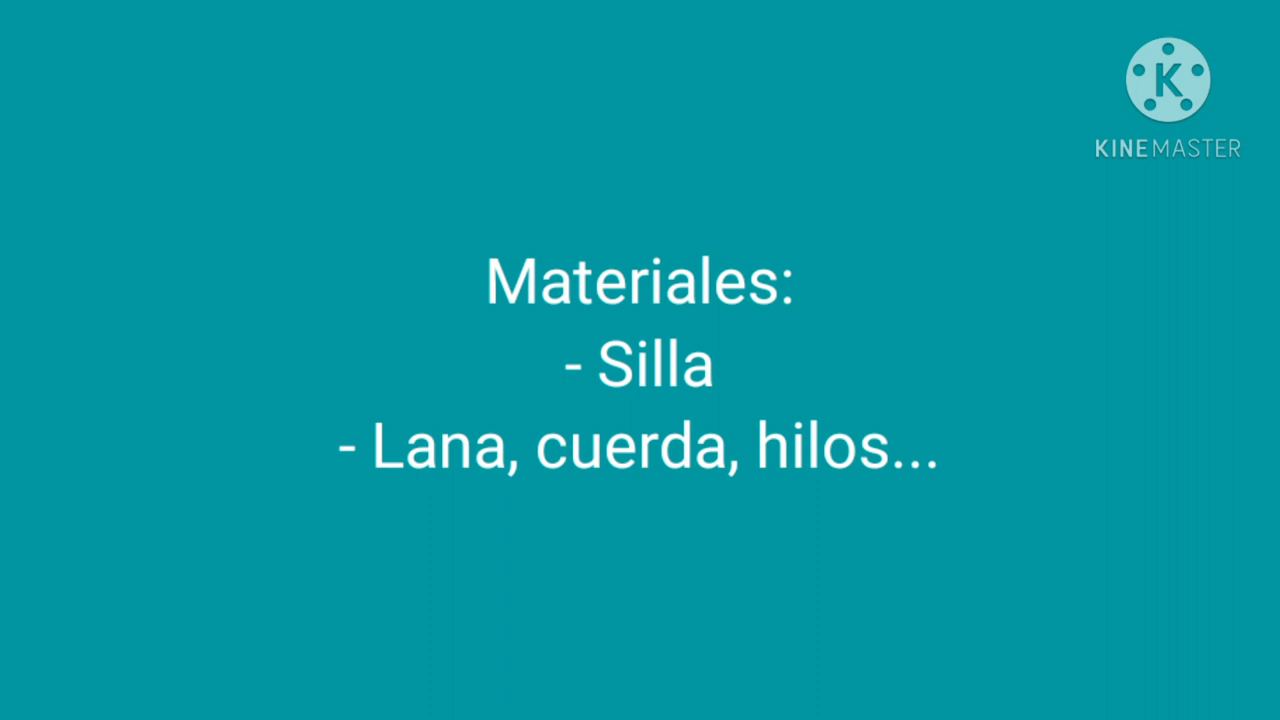 K
KINEMASTER
Materiales:
- Silla
- Lana, cuerda, hilos...